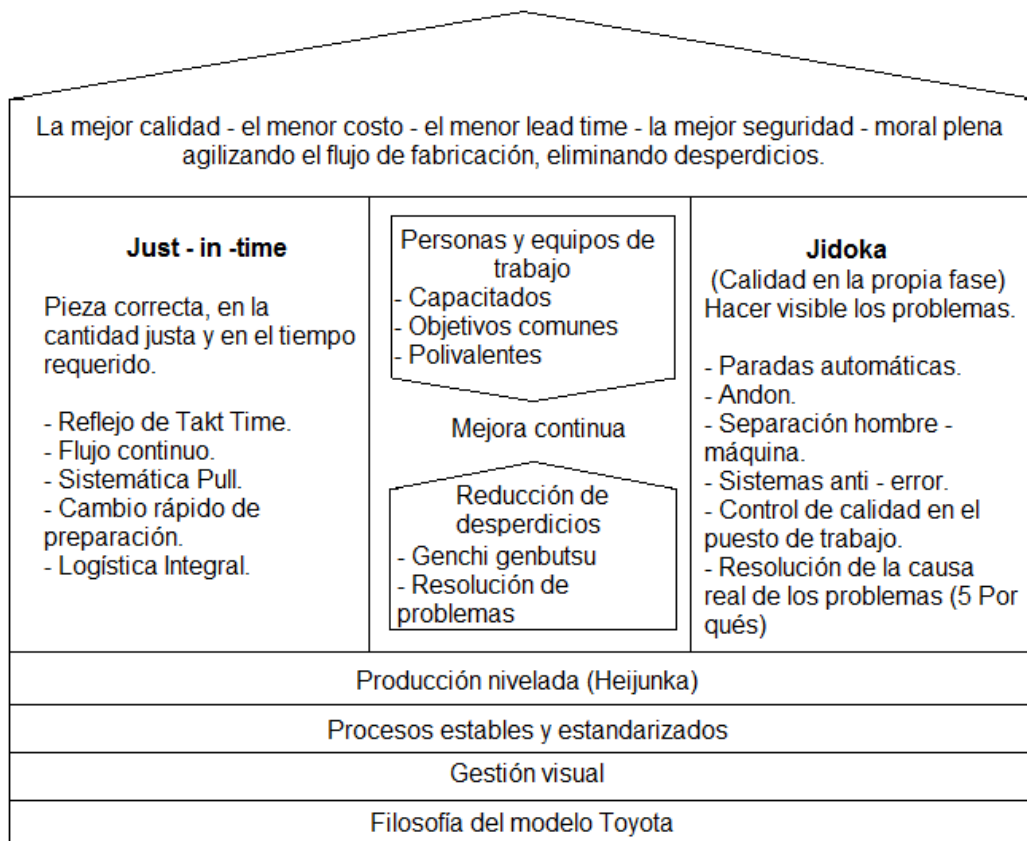 La mejor calidad - el menor costo - el menor lead time - la mejor seguridad - moral plena
agilizando el flujo de fabricación, eliminando desperdicios.
Just - in -time
Pieza correcta, en la
cantidad justa y en el tiempo
requerido.
- Reflejo de Takt Time.
- Flujo continuo.
- Sistemática Pull.
- Cambio rápido de
preparación.
- Logística Integral.
Personas y equipos de
trabajo
- Capacitados
- Objetivos comunes
- Polivalentes
Mejora continua
Reducción de
desperdicios
- Genchi genbutsu
- Resolución de
problemas
Jidoka
(Calidad en la propia fase)
Hacer visible los problemas.
- Paradas automáticas.
- Andon.
- Separación hombre -
máquina.
- Sistemas anti - error.
- Control de calidad en el
puesto de trabajo.
- Resolución de la causa
real de los problemas (5 Por
qués)
Producción nivelada (Heijunka)
Procesos estables y estandarizados
Gestión visual
Filosofía del modelo Toyota